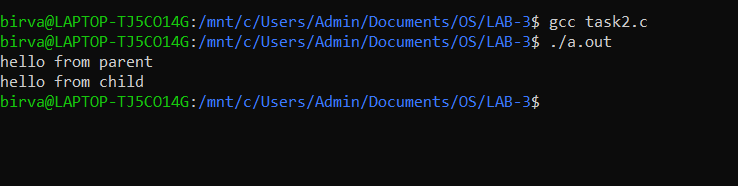 birva@LAPTOP-TJ5CO14G:/mnt/c/Users/Admin/Documents/OS/LAB-3$ gcc task2.c
birva@LAPTOP-TJ5CO14G:/mnt/c/Users/Admin/Documents/OS/LAB-3$ ./a.out
hello from parent
hello from child
birva@LAPTOP-TJ5CO14G:/mnt/c/Users/Admin/Documents/OS/LAB-3$